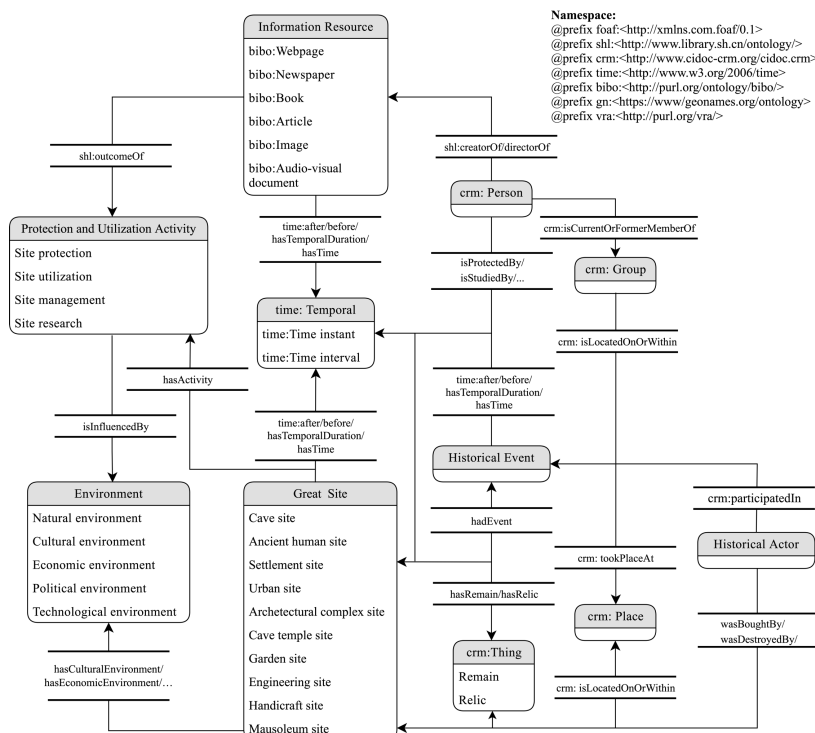 Namespace:
@prefix foaf:<http://xmlns.com/foaf/0.1>
@prefix shl:<http://www.library.sh.cn/ontology/>
@prefix crm:<http://www.cidoc-crm.org/cidoc.crm>
@prefix time:<http://www.w3.org/2006/time>
@prefix bibo:<http://purl.org/ontology/bibo/>
@prefix gn:<https://www/geonames.org/ontology>
@prefix vra:<http://purl.org/vra/>
Information Resource
bibo:Webpage
bibo:Newspaper
bibo:Book
bibo:Article
bibo:Image
bibo:Audio-visual
document
shl:outcomeOf
shl:creatorOf/directorOf
crm: Person
crm:isCurrentOrFormerMemberOf
crm: Group
Protection and Utilization Activity
Site protection
Site utilization
Site management
Site research
time:after/before/
hasTemporalDuration/
hasTime
isProtectedBy/
isStudiedBy/...
time: Temporal
time:Time instant
time:Time interval
crm: isLocatedOnOrWithin
hasActivity
time:after/before/
hasTemporalDuration/
hasTime
isInfluencedBy
time:after/before/
hasTemporalDuration/
hasTime
Historical Event
Environment
Natural environment
Cultural environment
Economic environment
Political environment
Technological environment
Great Site
Cave site
Ancient human site
Settlement site
Urban site
Archetectural complex site
Cave temple site
Garden site
Engineering site
Handicraft site
Mausoleum site
hadEvent
crm:participatedIn
Historical Actor
crm: tookPlaceAt
hasRemain/hasRelic
crm: Place
wasBoughtBy/
wasDestroyedBy/
crm:Thing
Remain
Relic
crm: isLocatedOnOrWithin
hasCulturalEnvironment/
hasEconomicEnvironment/…